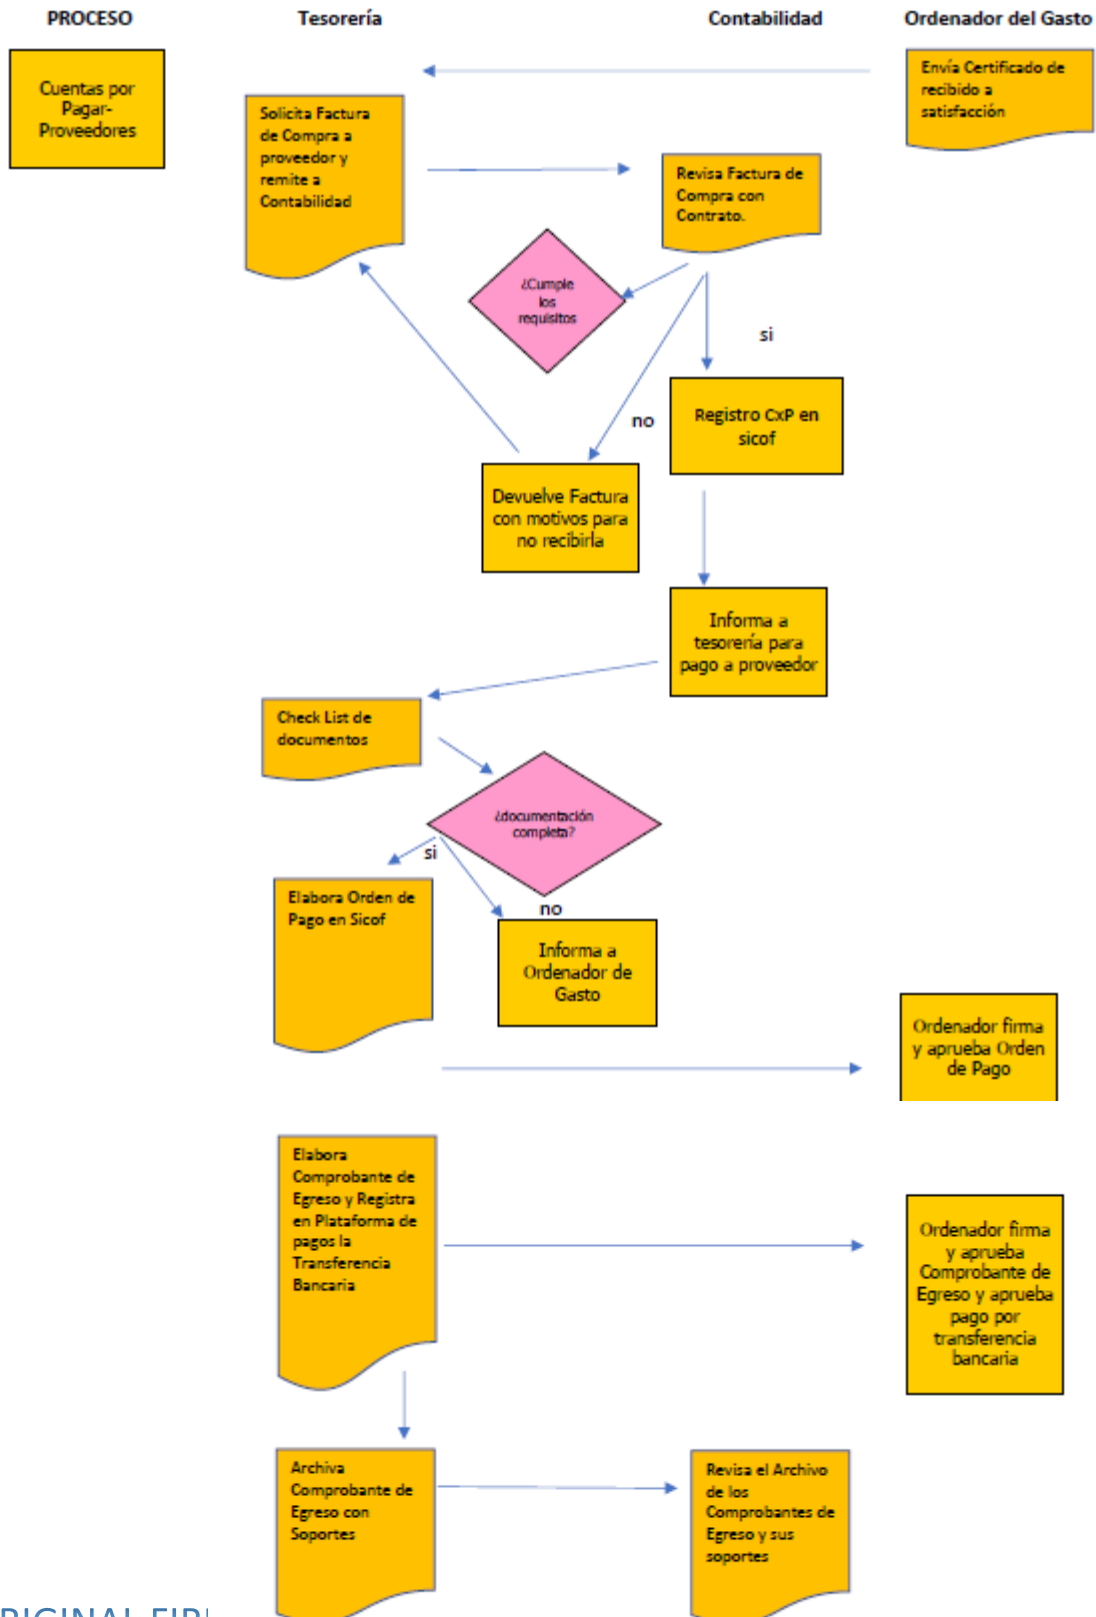 PROCESO
Tesorería
Contabilidad
Ordenador del Gasto
Cuentas por
Pagar-
Proveedores
Envía Certificado de
recibido a
satisfacción
Solicita Factura
de Compra a
proveedor y
remite a
Contabilidad
Revisa Factura de
Compra con
Contrato.
¿Cumple
los
requisitos
si
no
Registro CxP en
sicof
Devuelve Factura
con motivos para
no recibirla
Informa a
tesorería para
pago a proveedor
Check List de
documentos
¿documentación
completa?
si
no
Elabora Orden de
Pago en Sicof
Informa a
Ordenador de
Gasto
Ordenador firma
y aprueba Orden
de Pago
Elabora
Comprobante de
Egreso y Registra
en Plataforma de
pagos la
Transferencia
Bancaria
Ordenador firma
y aprueba
Comprobante de
Egreso y aprueba
pago por
transferencia
bancaria
Archiva
Comprobante de
Egreso con
Soportes
Revisa el Archivo
de los
Comprobantes de
Egreso y sus
soportes